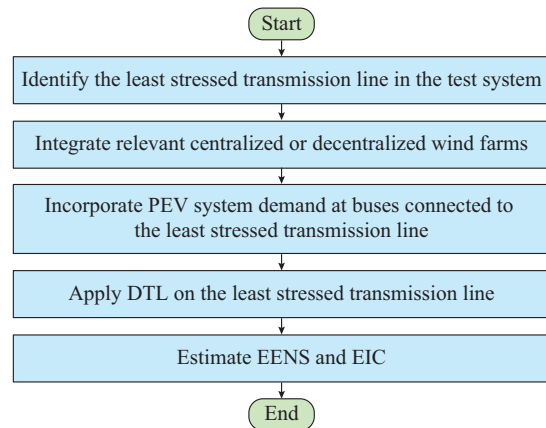 Start
Identify the least stressed transmission line in the test system
Integrate relevant centralized or decentralized wind farms
Incorporate PEV system demand at buses connected to
the least stressed transmission line
Apply DTL on the least stressed transmission line
Estimate EENS and EIC
End